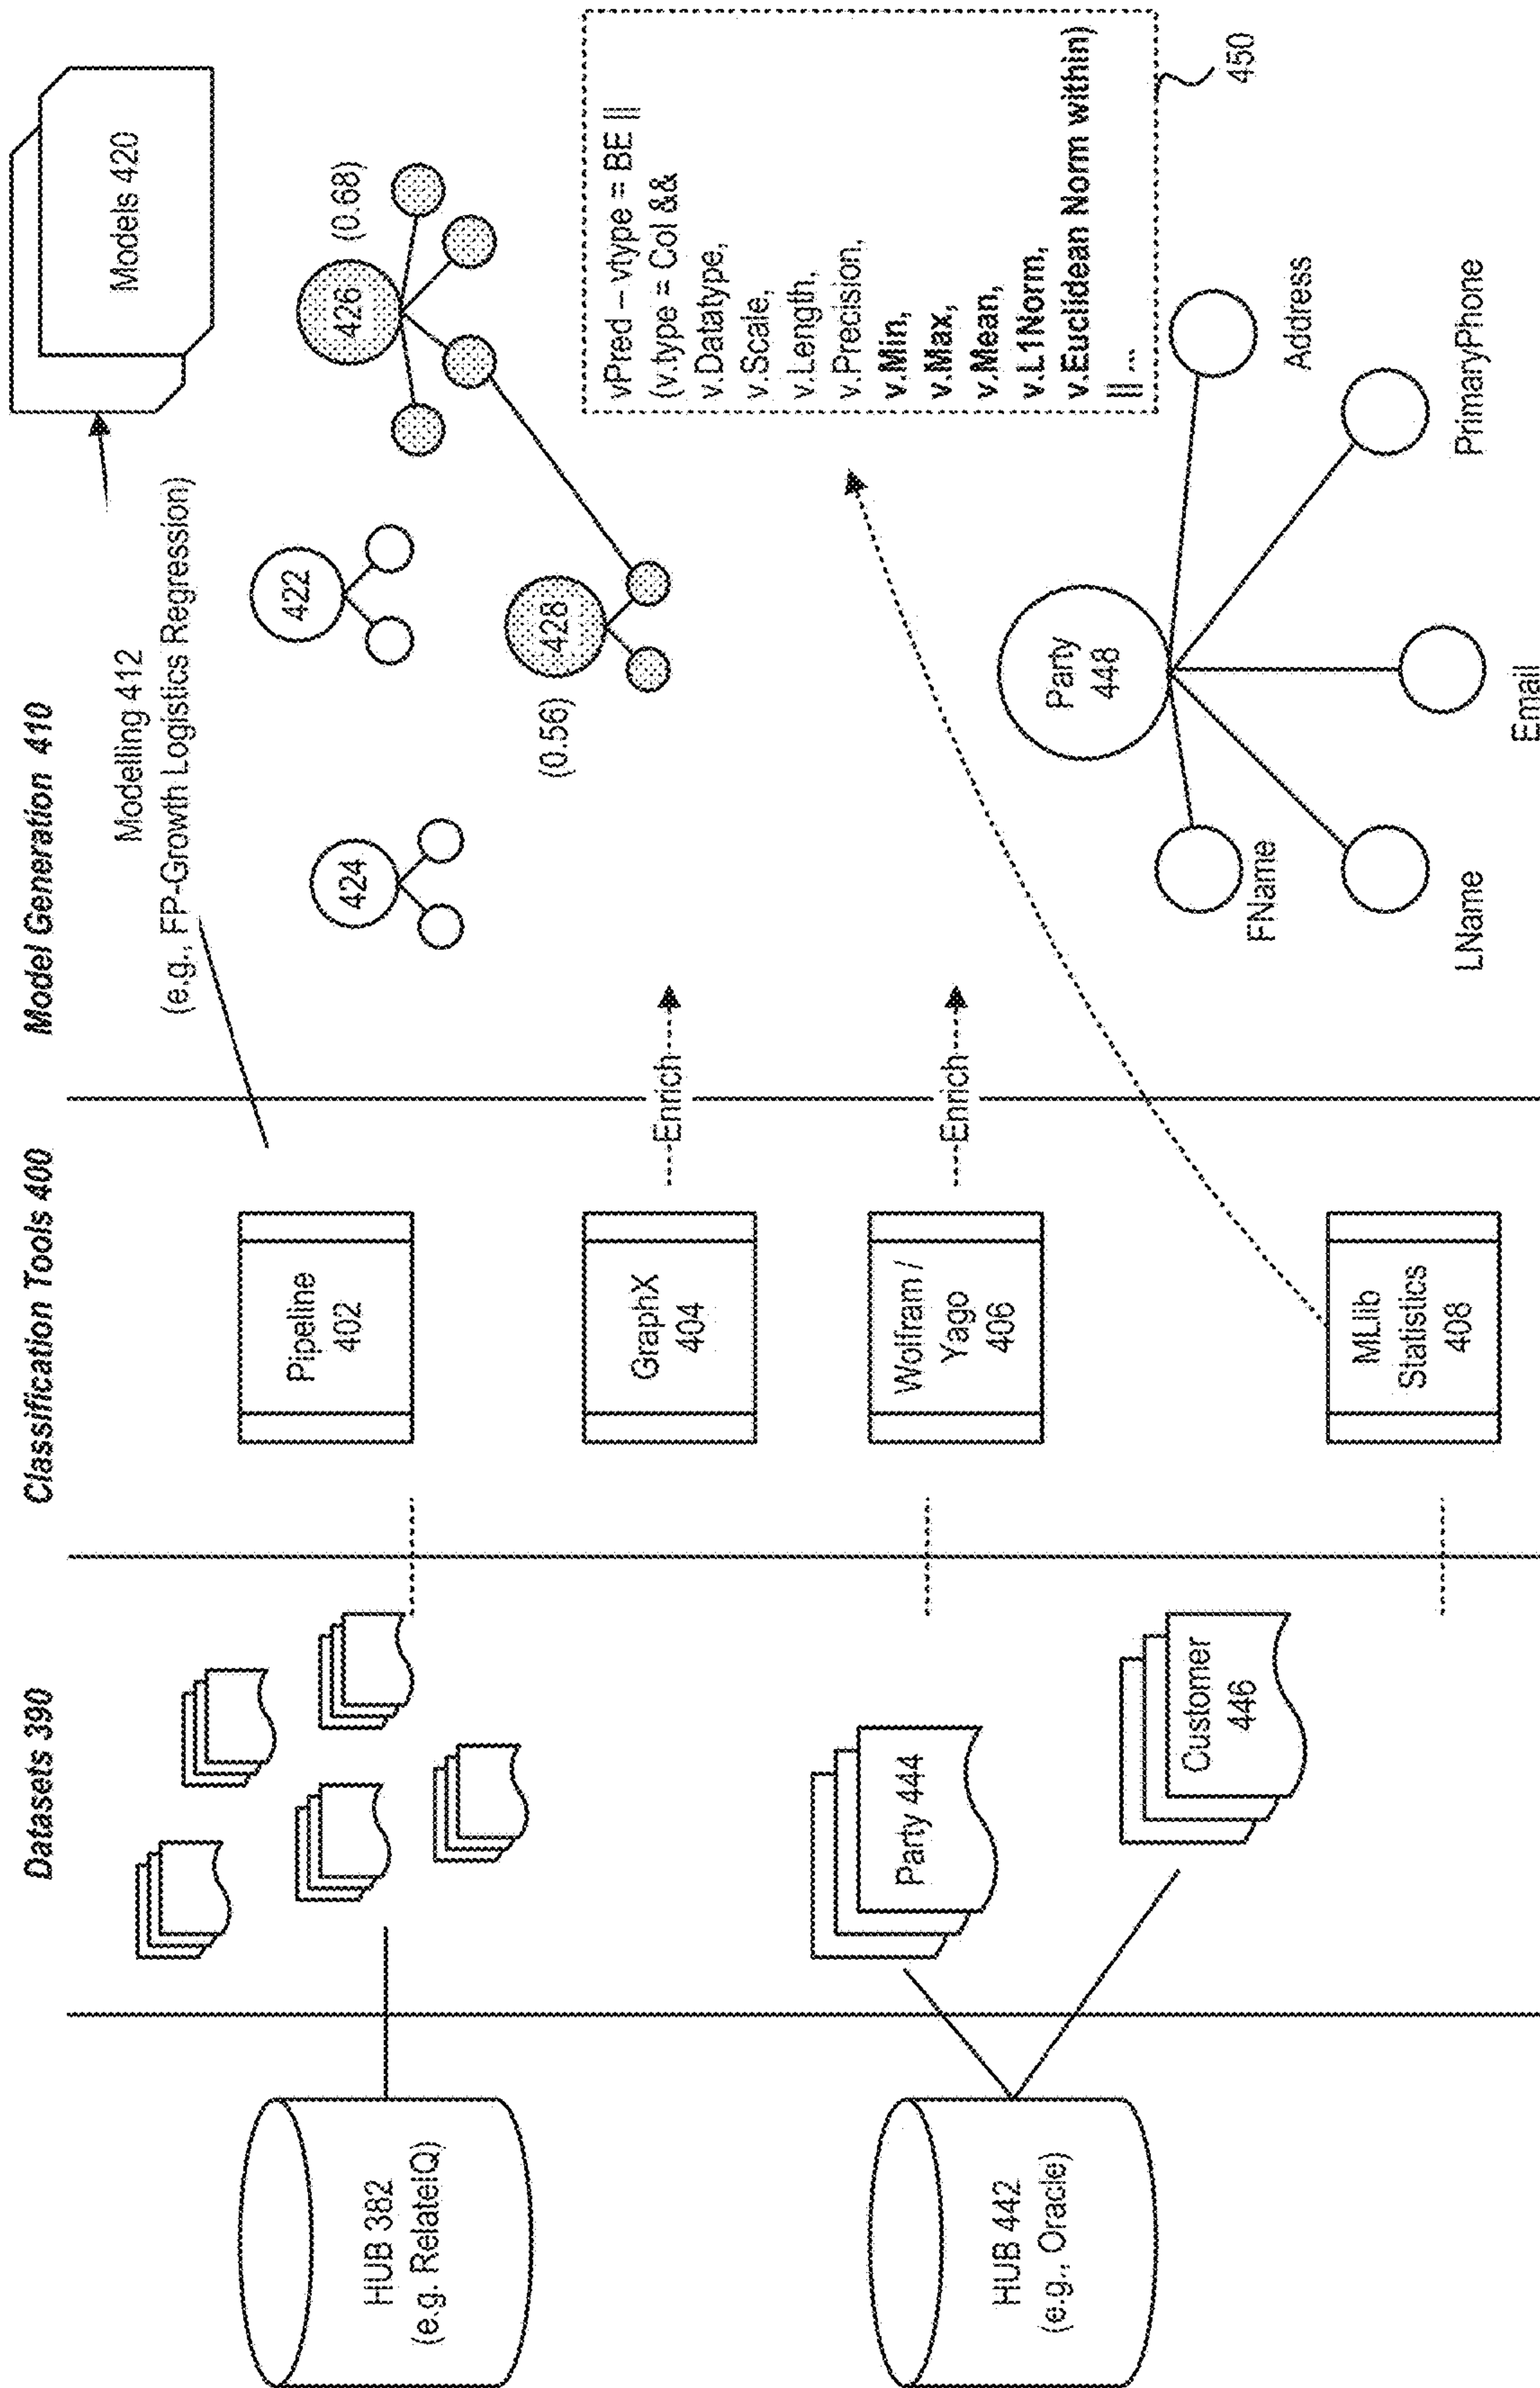 Datasets 390
Classification Tools 400
Model Generation 410
HUB 382
(e.g. RelateIQ)
HUB 442
(e.g., Oracle)
Party 444
Customer
446
Pipeline
402
GraphX
404
Wolfram /
Yago
406
MLlib
Statistics
408
Enrich
Enrich
Modelling 412
(e.g., FP-Growth Logistics Regression)
Models 420
424
422
426
(0.68)
428
(0.56)
vPred – vtype = BE ||
(v.type = Col &&
v.Datatype,
v.Scale,
v.Length,
v.Precision,
v.Min,
v.Max,
v.Mean,
v.L1Norm,
v.Euclidean Norm within)
|| ...
450
Party
448
FName
LName
Email
PrimaryPhone
Address